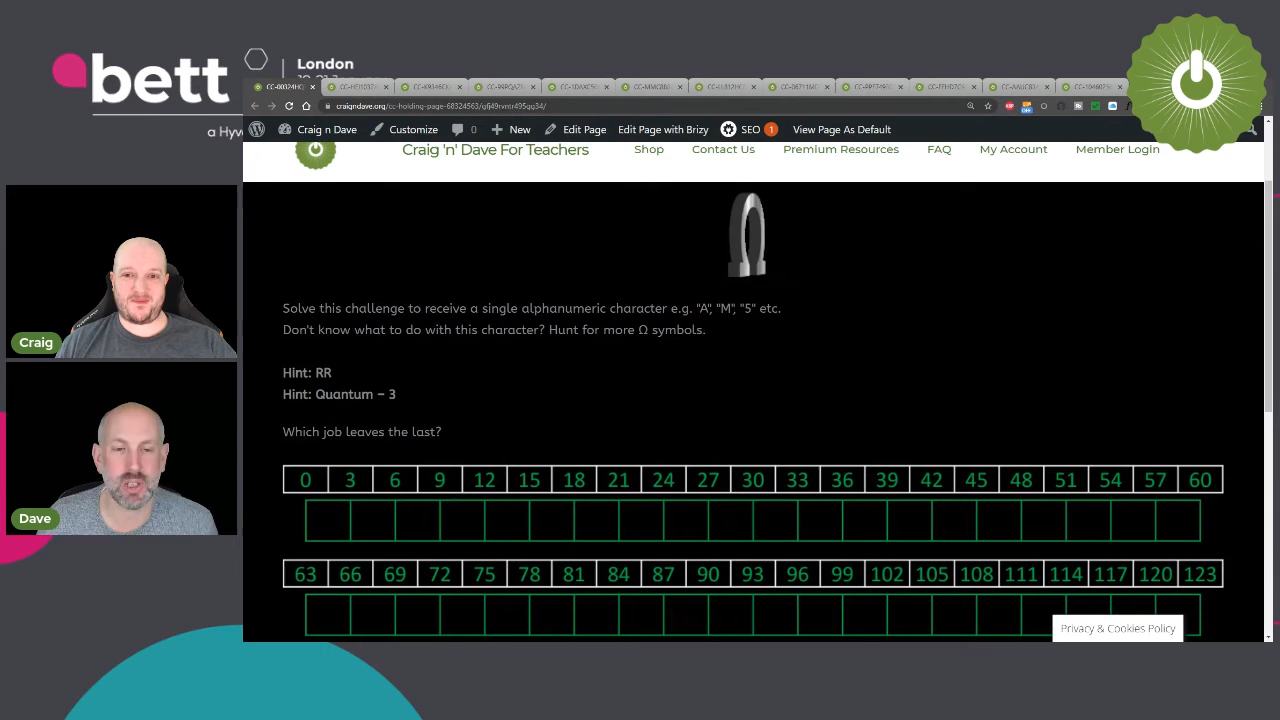 bett
London
a Hyv
CC-00324HC
craigndave.org/cc-holding-page-68324563/gfj49rvntr495gg34/
Craig n Dave Customize 0 New Edit Page Edit Page with Brizy SEO 1 View Page As Default
Craig 'n' Dave For Teachers Shop Contact Us Premium Resources FAQ My Account Member Login
Solve this challenge to receive a single alphanumeric character e.g. "A", "M", "5" etc.
Don't know what to do with this character? Hunt for more Ω symbols.
Hint: RR
Hint: Quantum – 3
Which job leaves the last?
0 3 6 9 12 15 18 21 24 27 30 33 36 39 42 45 48 51 54 57 60
63 66 69 72 75 78 81 84 87 90 93 96 99 102 105 108 111 114 117 120 123
Privacy & Cookies Policy
Craig
Dave